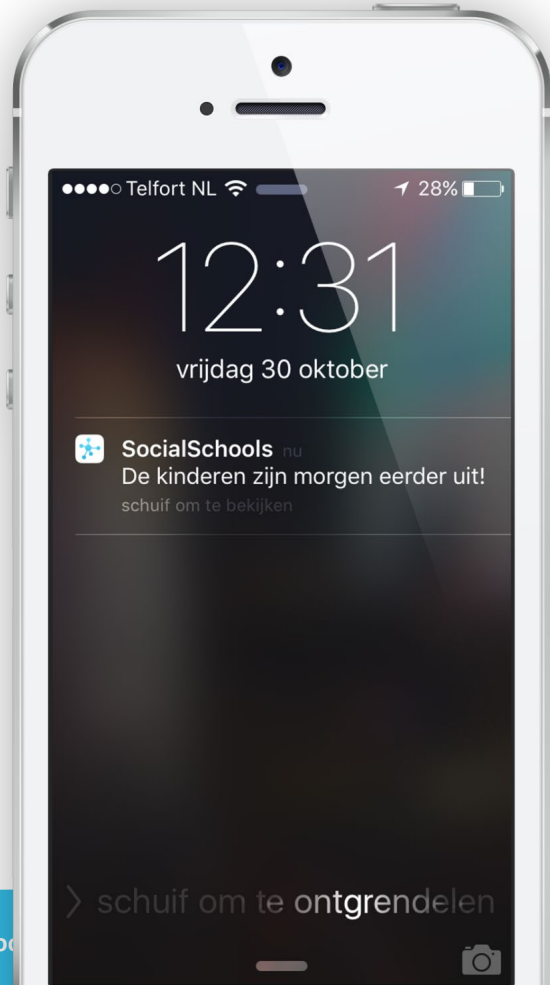 Telfort NL 28%
12:31
vrijdag 30 oktober
SocialSchools nu
De kinderen zijn morgen eerder uit!
schuif om te bekijken
> schuif om te ontgrendelen